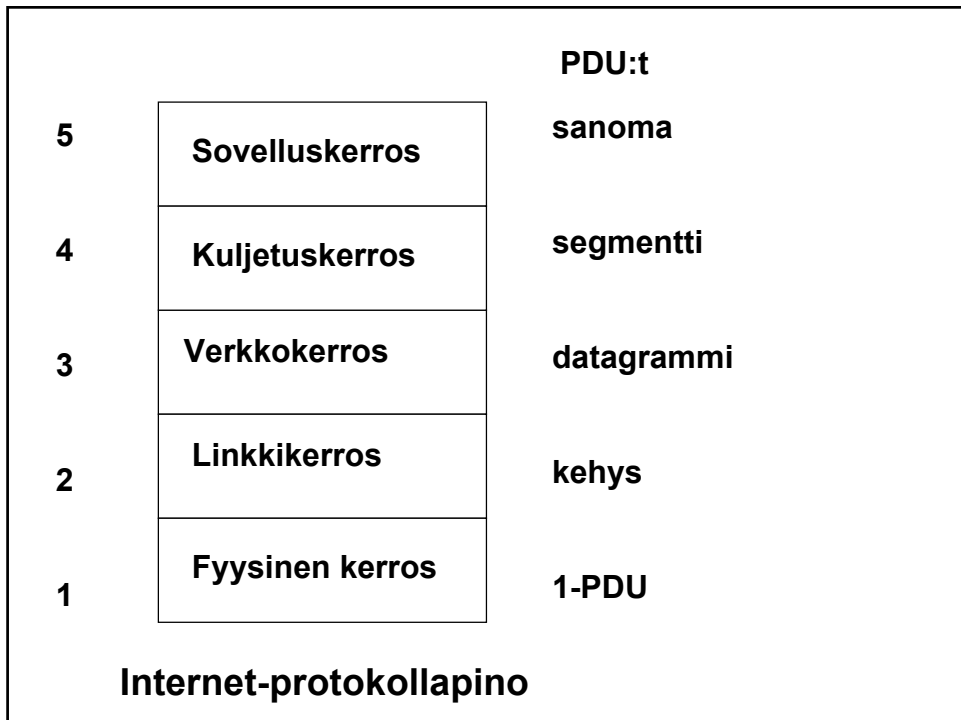 PDU:t
5 Sovelluskerros sanoma
4 Kuljetuskerros segmentti
3 Verkkokerros datagrammi
2 Linkkikerros kehys
1 Fyysinen kerros 1-PDU
Internet-protokollapino